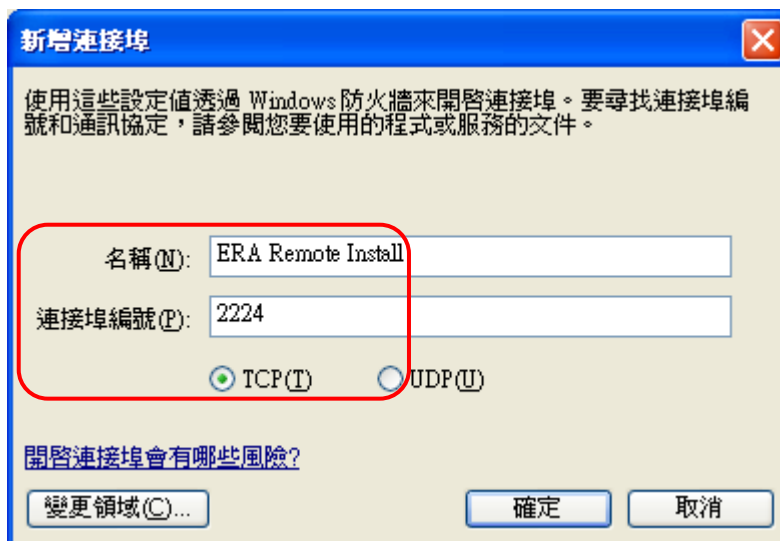 新增連接埠
使用這些設定值透過 Windows 防火牆來開啓連接埠。要尋找連接埠編
號和通訊協定，請參閱您要使用的程式或服務的文件。
名稱(N): ERA Remote Install
連接埠編號(P): 2224
TCP(T) UDP(U)
開啓連接埠會有哪些風險?
變更領域(C)... 確定 取消